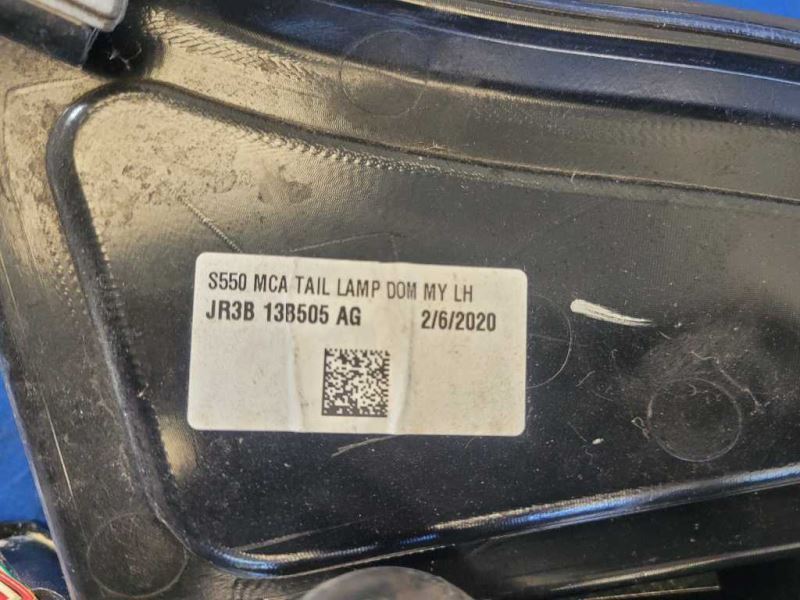 S550 MCA TAIL LAMP DOM MY LH
JR3B 13B505 AG 2/6/2020